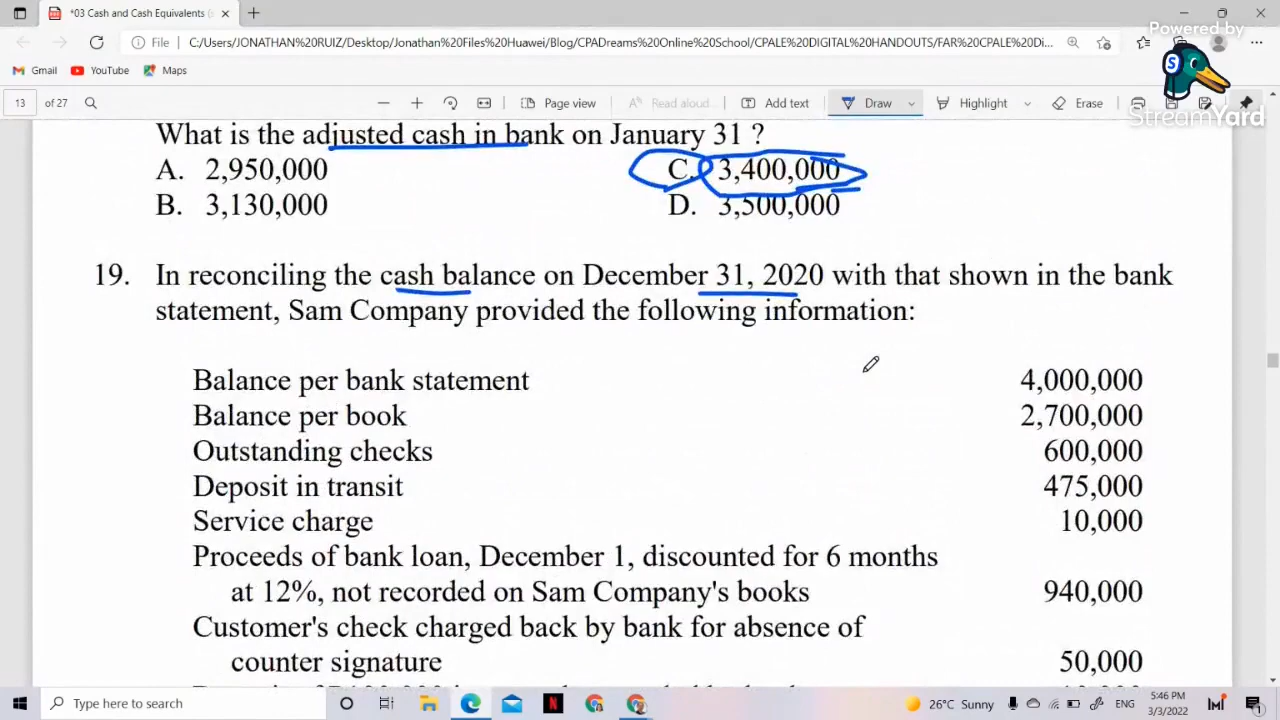 *03 Cash and Cash Equivalents (
Powered by
File C:/Users/JONATHAN%20RUIZ/Desktop/Jonathan%20Files%20Huawei/Blog/CPADreams%20Online%20School/CPALE%20DIGITAL%20HANDOUTS/FAR%20CPALE%20Di...
Gmail YouTube Maps
S
StreamYard
13 of 27 Page view Read aloud Add text Draw Highlight Erase
What is the adjusted cash in bank on January 31 ?
A. 2,950,000 C. 3,400,000
B. 3,130,000 D. 3,500,000
19. In reconciling the cash balance on December 31, 2020 with that shown in the bank
statement, Sam Company provided the following information:
Balance per bank statement 4,000,000
Balance per book 2,700,000
Outstanding checks 600,000
Deposit in transit 475,000
Service charge 10,000
Proceeds of bank loan, December 1, discounted for 6 months
at 12%, not recorded on Sam Company's books 940,000
Customer's check charged back by bank for absence of
counter signature 50,000
Type here to search 26°C Sunny ENG 5:46 PM
3/3/2022